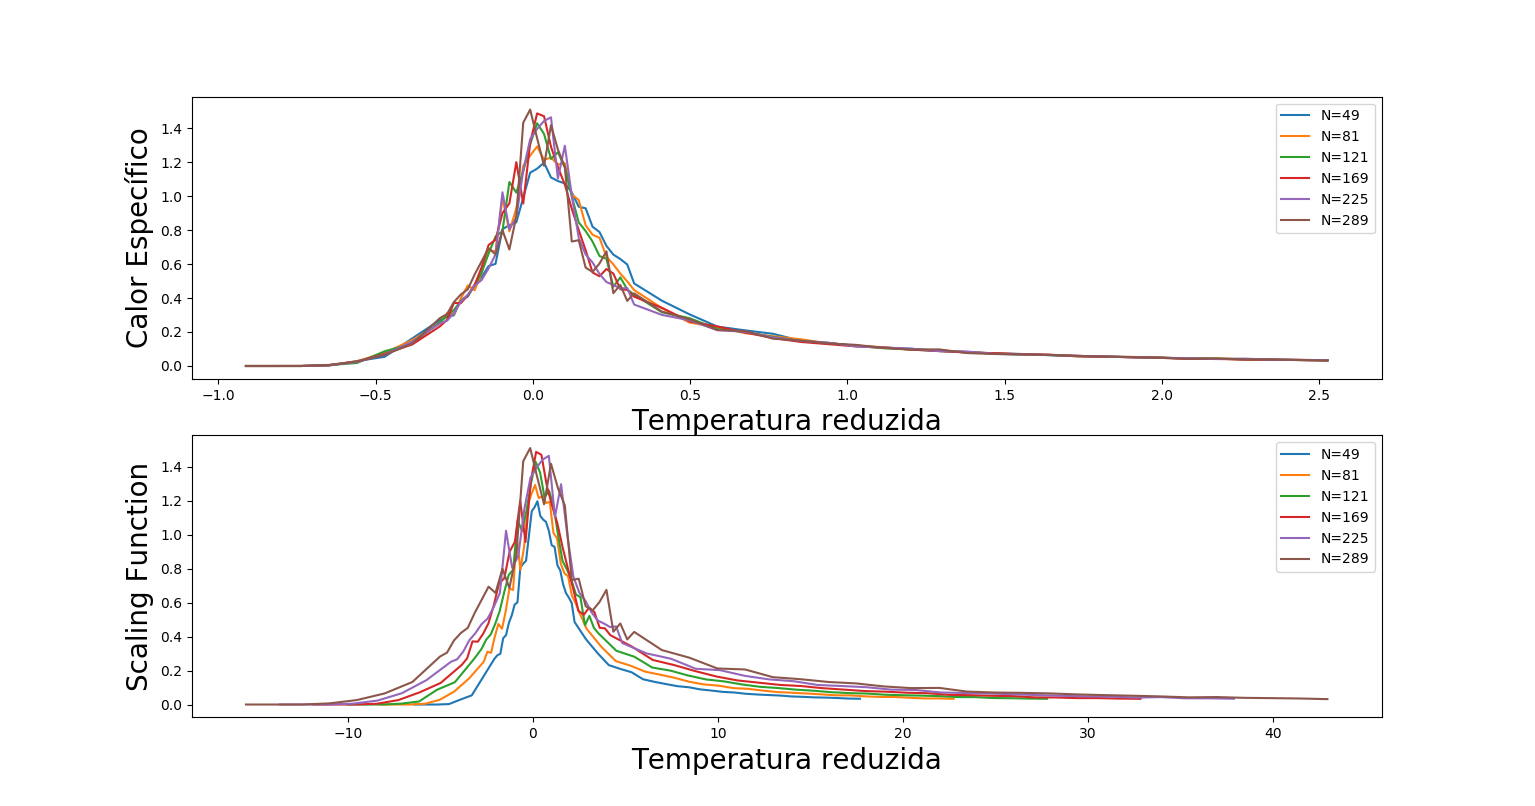 Calor Específico
1.4
1.2
1.0
0.8
0.6
0.4
0.2
0.0
N=49
N=81
N=121
N=169
N=225
N=289
−1.0 −0.5 0.0 0.5 1.0 1.5 2.0 2.5
Temperatura reduzida
Scaling Function
1.4
1.2
1.0
0.8
0.6
0.4
0.2
0.0
N=49
N=81
N=121
N=169
N=225
N=289
−10 0 10 20 30 40
Temperatura reduzida